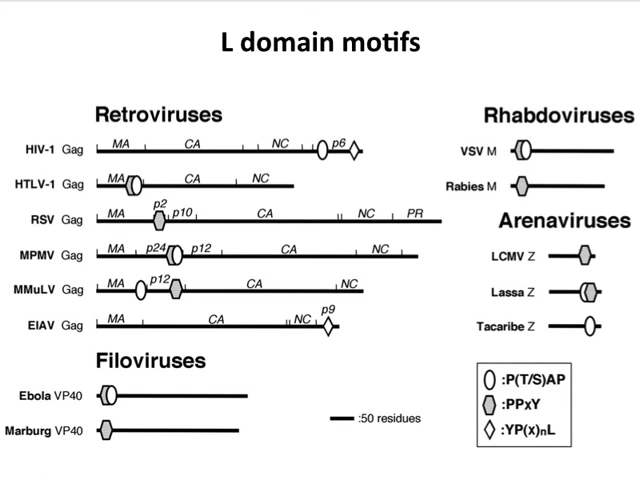 L domain motifs
Retroviruses
HIV-1 Gag MA CA NC p6
HTLV-1 Gag MA CA NC
RSV Gag MA p2 p10 CA NC PR
MPMV Gag MA p24 p12 CA NC
MMuLV Gag MA p12 CA NC
EIAV Gag MA CA NC p9
Filoviruses
Ebola VP40
Marburg VP40
:50 residues
Rhabdoviruses
VSV M
Rabies M
Arenaviruses
LCMV Z
Lassa Z
Tacaribe Z
:P(T/S)AP
:PPxY
:YP(x)nL